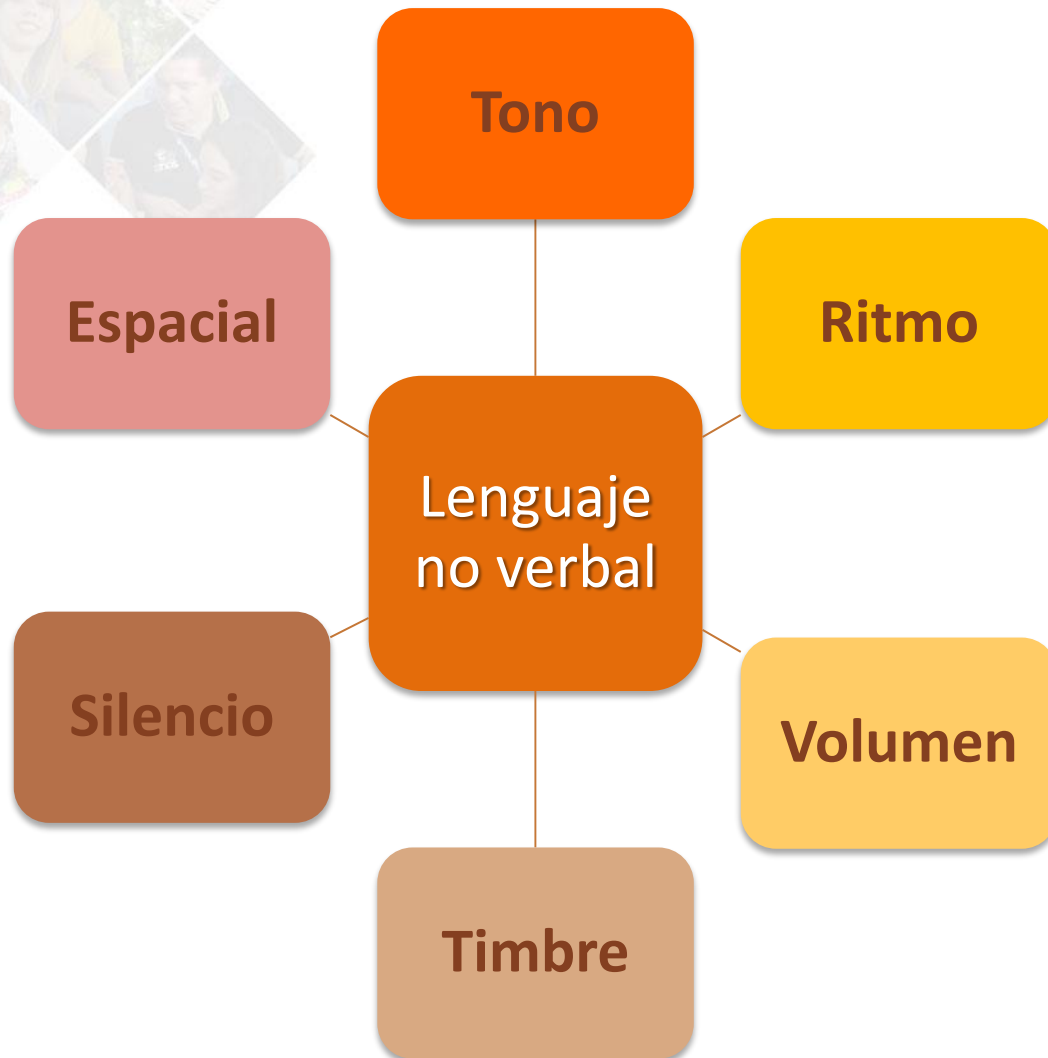 Tono
Espacial
Ritmo
Lenguaje
no verbal
Silencio
Volumen
Timbre